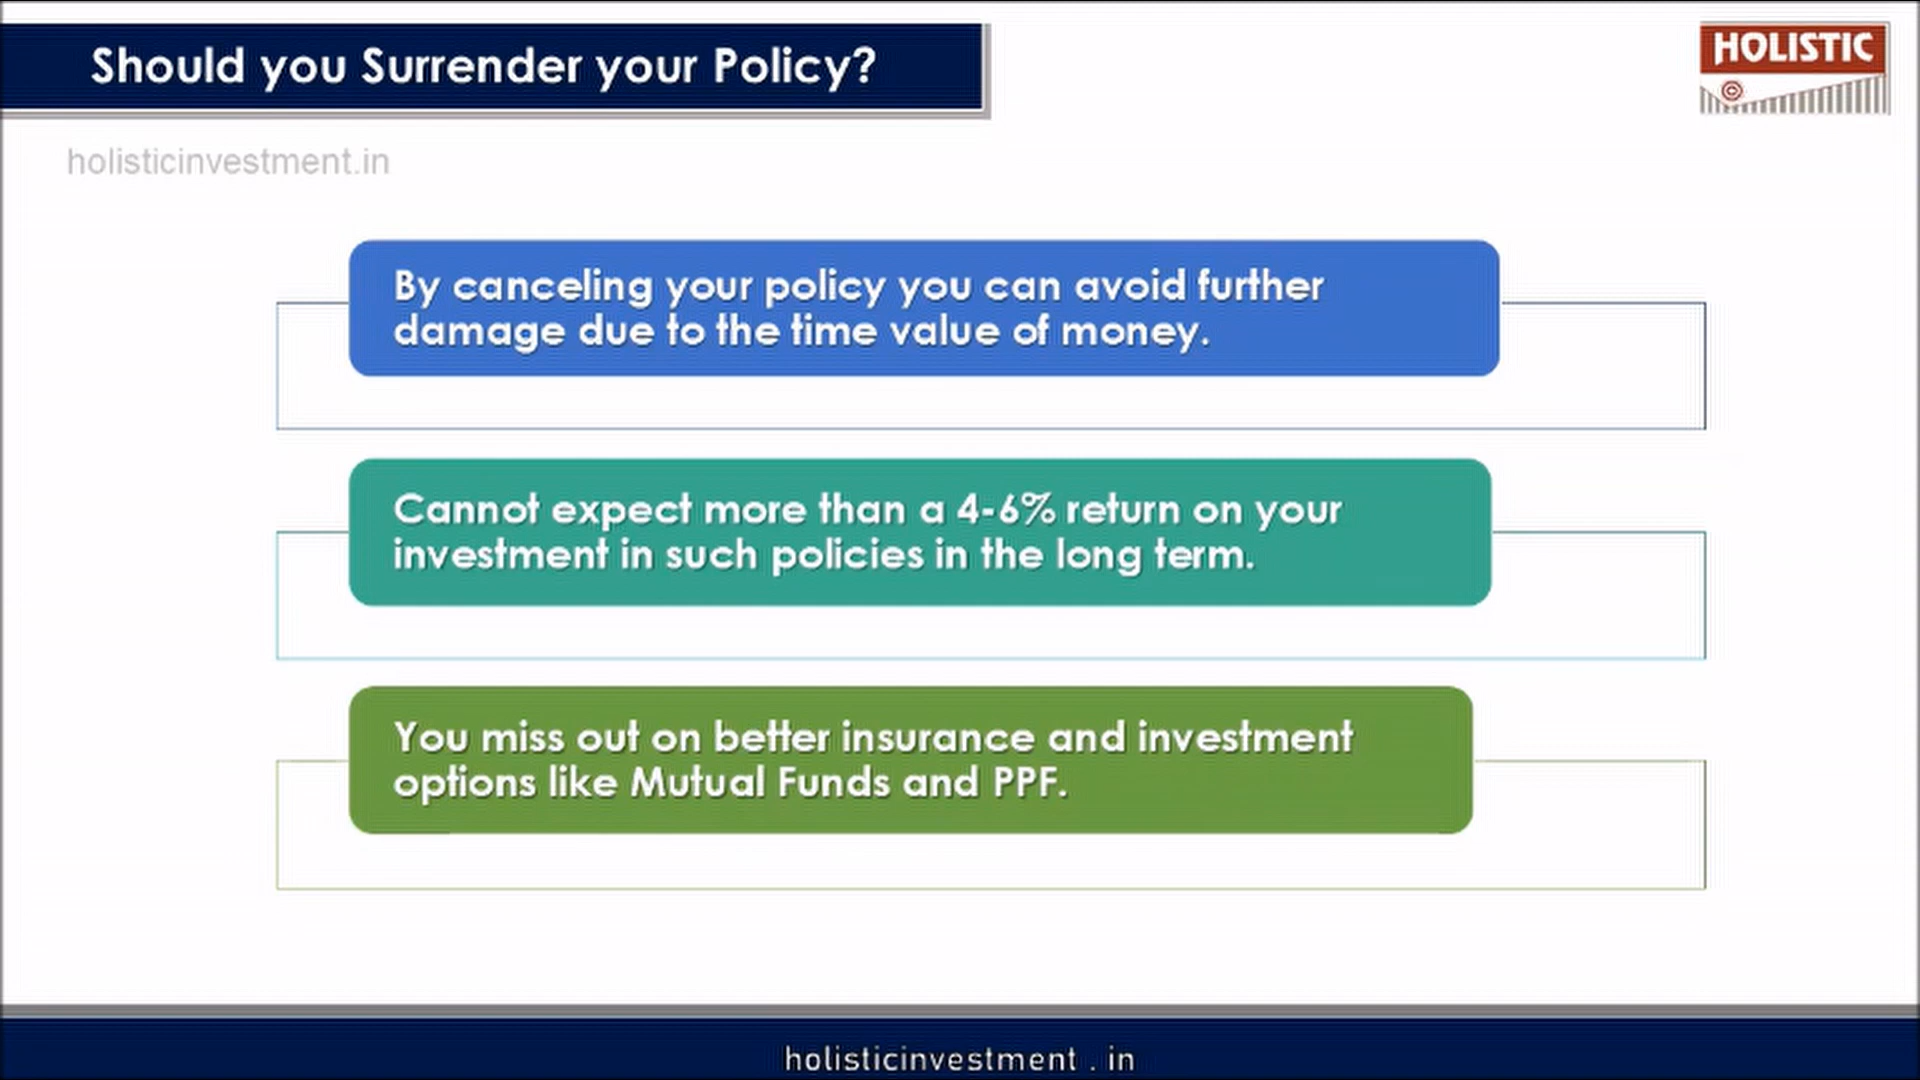 Should you Surrender your Policy?
HOLISTIC
©
holisticinvestment.in
By canceling your policy you can avoid further
damage due to the time value of money.
Cannot expect more than a 4-6% return on your
investment in such policies in the long term.
You miss out on better insurance and investment
options like Mutual Funds and PPF.
holisticinvestment . in